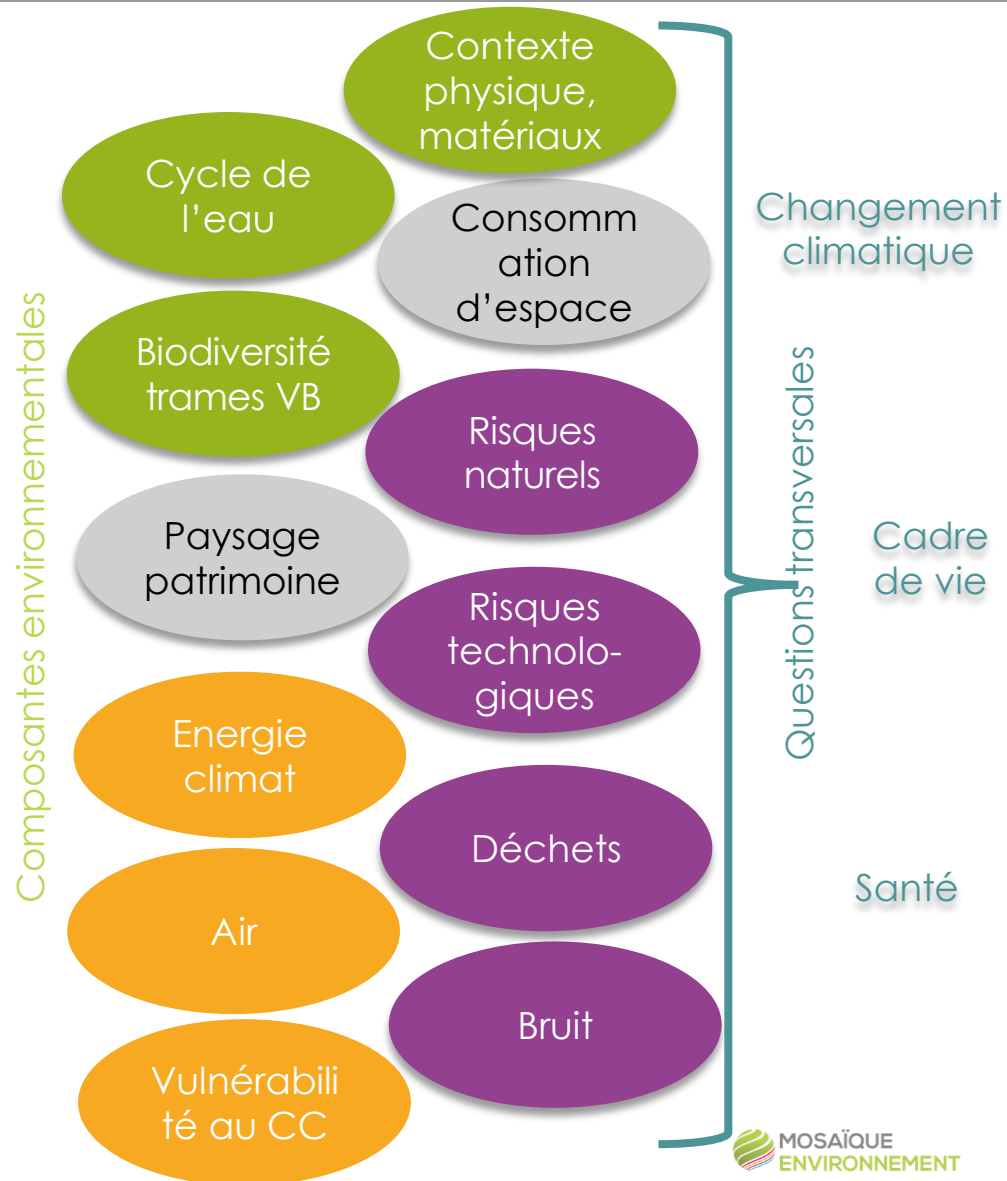 Composantes environnementales
Contexte
physique,
matériaux
Cycle de
l'eau
Consomm
ation
d'espace
Biodiversité
trames VB
Risques
naturels
Paysage
patrimoine
Risques
technolo-
giques
Energie
climat
Déchets
Air
Bruit
Vulnérabili
té au CC
Questions transversales
Changement
climatique
Cadre
de vie
Santé
MOSAÏQUE
ENVIRONNEMENT